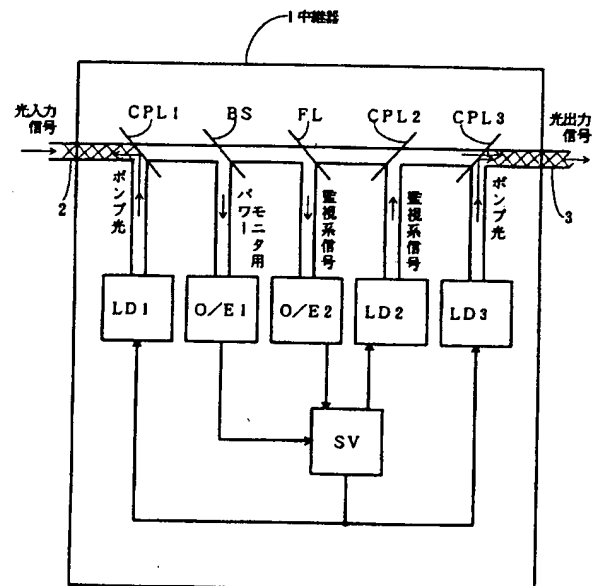 1 中継器
光入力
信号
CPL1
BS
FL
CPL2
CPL3
光出力
信号
2
ポンプ光
モニタ用
パワー
監視系信号
監視系信号
ポンプ光
3
LD1
O/E1
O/E2
LD2
LD3
SV